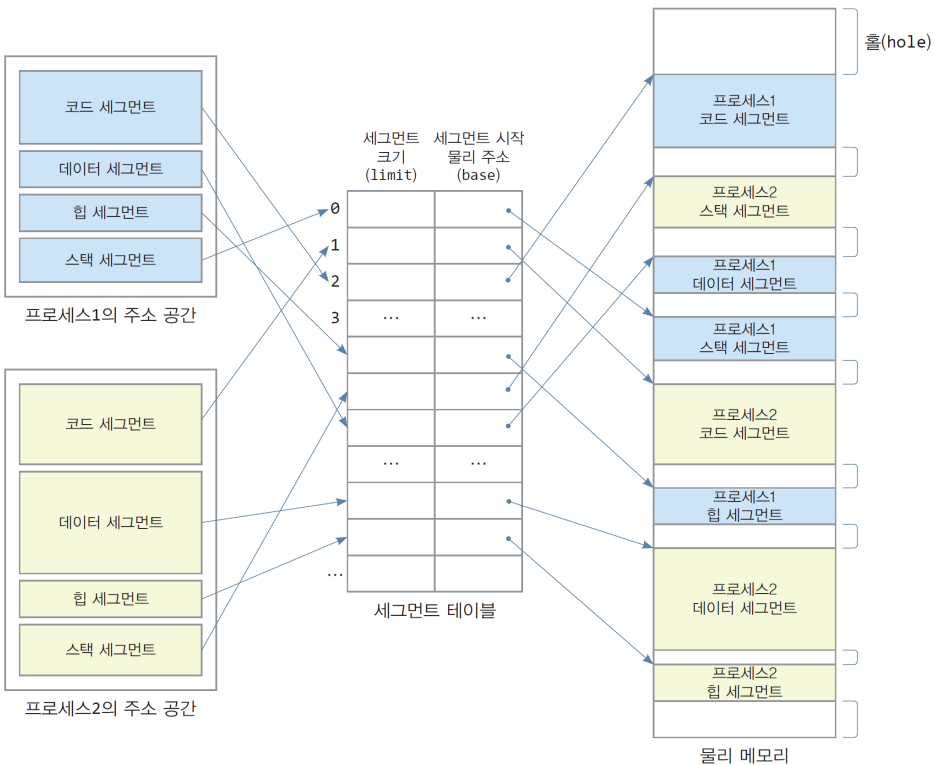 코드 세그먼트
데이터 세그먼트
힙 세그먼트
스택 세그먼트
프로세스1의 주소 공간
코드 세그먼트
데이터 세그먼트
힙 세그먼트
스택 세그먼트
프로세스2의 주소 공간
세그먼트
크기
(limit)
세그먼트 시작
물리 주소
(base)
0
1
2
3
...
...
...
...
...
세그먼트 테이블
홀(hole)
프로세스1
코드 세그먼트
프로세스2
스택 세그먼트
프로세스1
데이터 세그먼트
프로세스1
스택 세그먼트
프로세스2
코드 세그먼트
프로세스1
힙 세그먼트
프로세스2
데이터 세그먼트
프로세스2
힙 세그먼트
물리 메모리